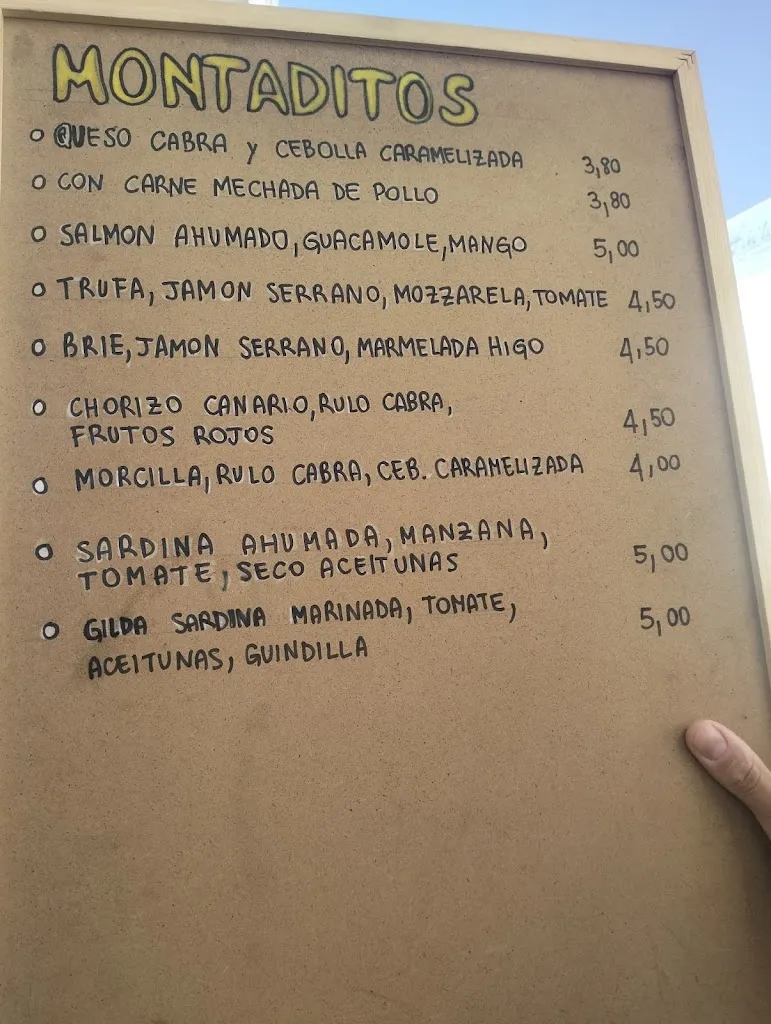 MONTADITOS
QUESO CABRA y CEBOLLA CARAMELIZADA 3,80
CON CARNE MECHADA DE POLLO 3,80
SALMON AHUMADO, GUACAMOLE, MANGO 5,00
TRUFA, JAMON SERRANO, MOZZARELA, TOMATE 4,50
BRIE, JAMON SERRANO, MARMELADA HIGO 4,50
CHORIZO CANARIO, RULO CABRA,
FRUTOS ROJOS 4,50
MORCILLA, RULO CABRA, CEB. CARAMELIZADA 4,00
SARDINA AHUMADA, MANZANA,
TOMATE, SECO ACEITUNAS 5,00
GILDA SARDINA MARINADA, TOMATE,
ACEITUNAS, GUINDILLA 5,00